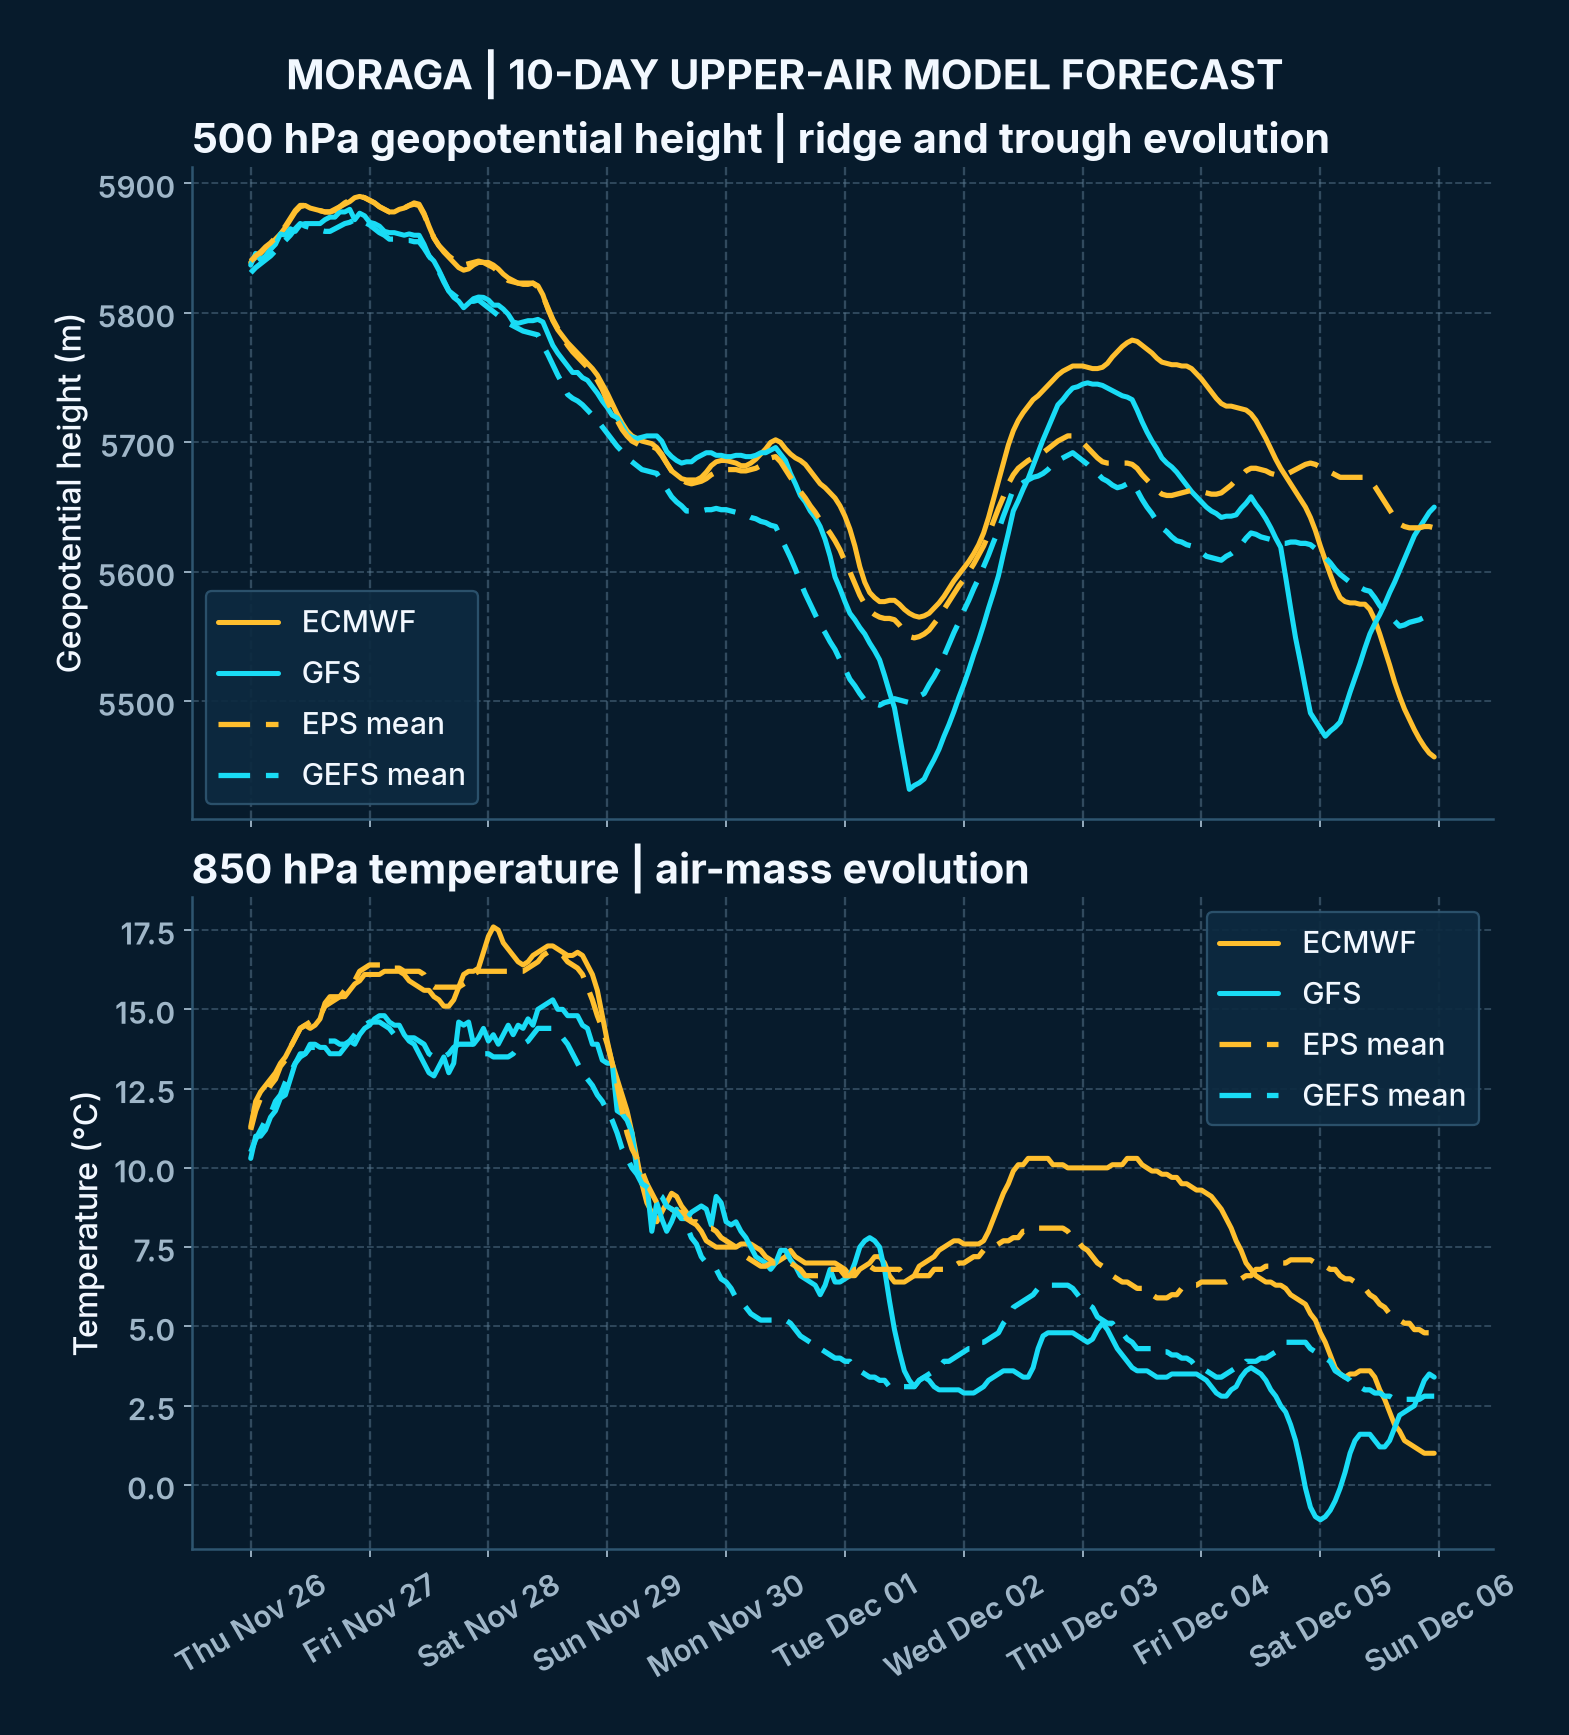 MORAGA | 10-DAY UPPER-AIR MODEL FORECAST
500 hPa geopotential height | ridge and trough evolution
Geopotential height (m)
5900
5800
5700
5600
5500
ECMWF
GFS
EPS mean
GEFS mean
850 hPa temperature | air-mass evolution
Temperature (°C)
17.5
15.0
12.5
10.0
7.5
5.0
2.5
0.0
ECMWF
GFS
EPS mean
GEFS mean
Thu Nov 26
Fri Nov 27
Sat Nov 28
Sun Nov 29
Mon Nov 30
Tue Dec 01
Wed Dec 02
Thu Dec 03
Fri Dec 04
Sat Dec 05
Sun Dec 06